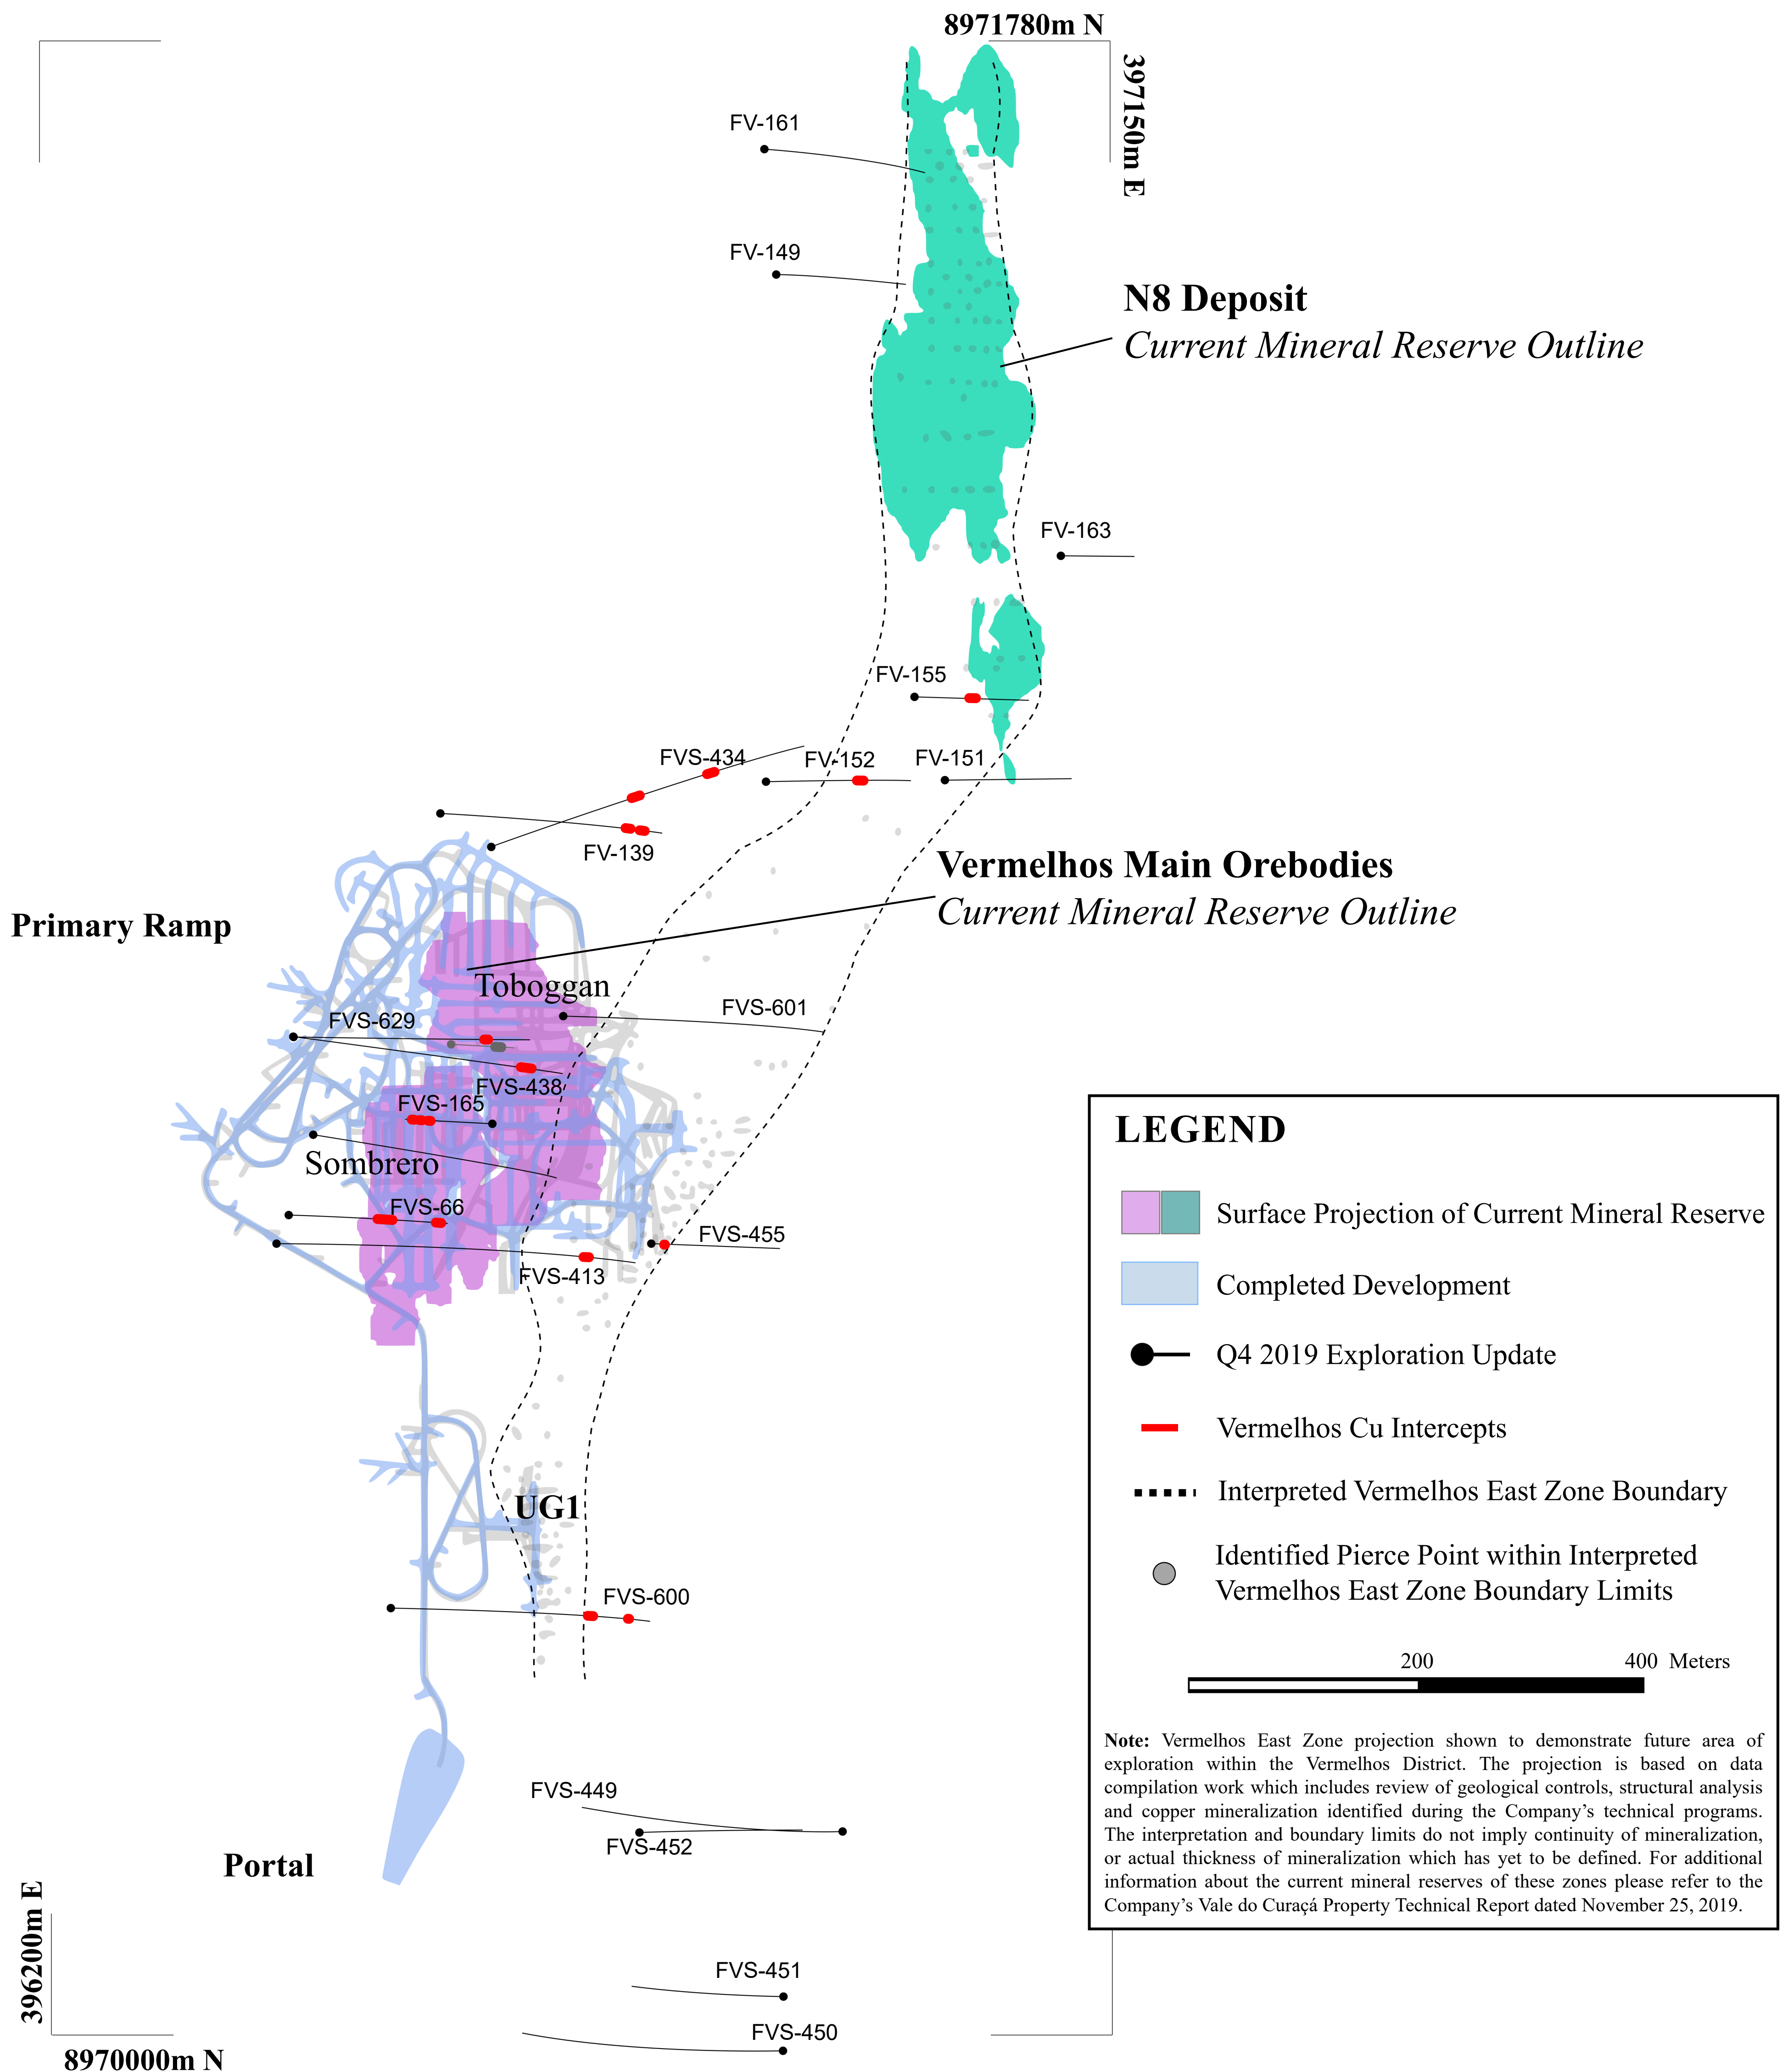 8971780m N
397150m E
FV-161
FV-149
N8 Deposit
Current Mineral Reserve Outline
FV-163
FV-155
FVS-434
FV-152
FV-151
FV-139
Vermelhos Main Orebodies
Current Mineral Reserve Outline
Primary Ramp
Toboggan
FVS-601
FVS-629
FVS-438
FVS-165
Sombrero
FVS-66
FVS-455
FVS-413
UG1
FVS-600
FVS-449
FVS-452
Portal
FVS-451
FVS-450
396200m E
8970000m N
LEGEND
Surface Projection of Current Mineral Reserve
Completed Development
Q4 2019 Exploration Update
Vermelhos Cu Intercepts
Interpreted Vermelhos East Zone Boundary
Identified Pierce Point within Interpreted
Vermelhos East Zone Boundary Limits
200 400 Meters
Note: Vermelhos East Zone projection shown to demonstrate future area of
exploration within the Vermelhos District. The projection is based on data
compilation work which includes review of geological controls, structural analysis
and copper mineralization identified during the Company’s technical programs.
The interpretation and boundary limits do not imply continuity of mineralization,
or actual thickness of mineralization which has yet to be defined. For additional
information about the current mineral reserves of these zones please refer to the
Company’s Vale do Curaçá Property Technical Report dated November 25, 2019.